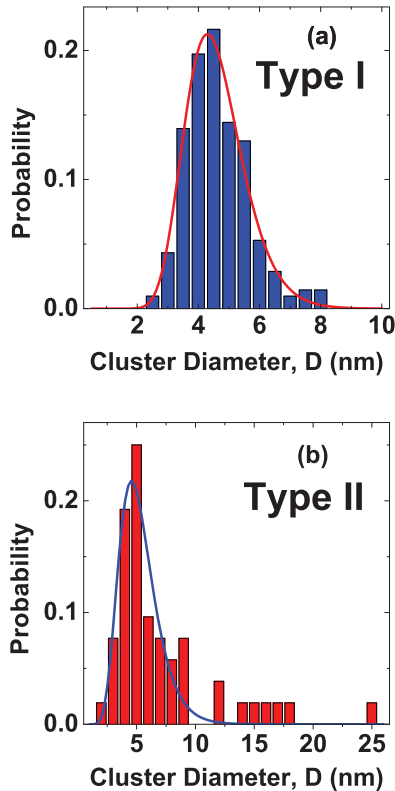 (a)
Type I
Probability
0.2
0.1
0.0
2 4 6 8 10
Cluster Diameter, D (nm)
(b)
Type II
Probability
0.2
0.1
0.0
5 10 15 20 25
Cluster Diameter, D (nm)